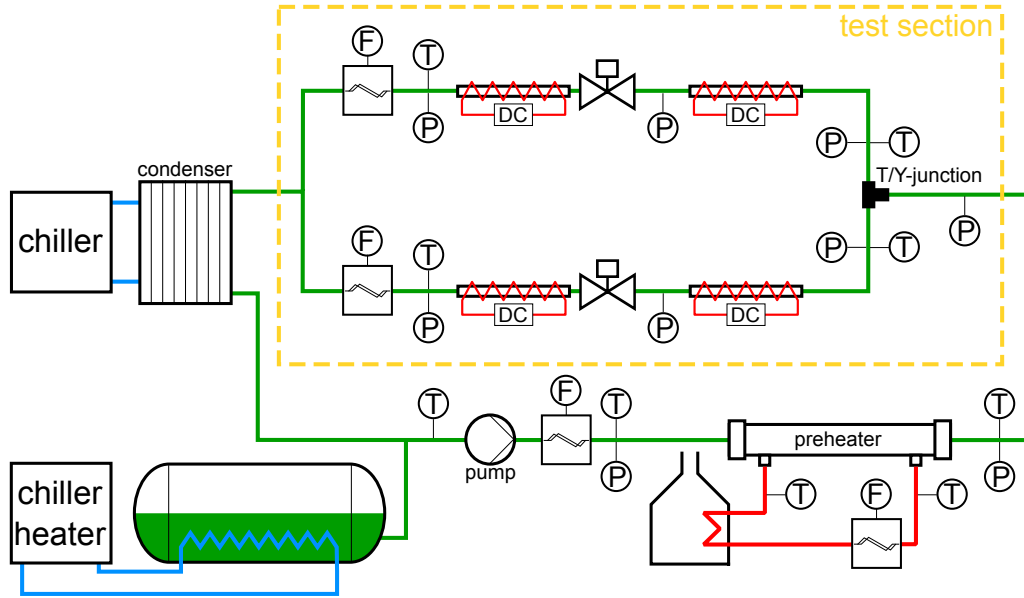 test section
F
T
P
DC
P
DC
P
T
condenser
T/Y-junction
P
chiller
F
T
P
T
P
DC
P
DC
F
T
T
T
preheater
pump
P
P
chiller
heater
T
F
T